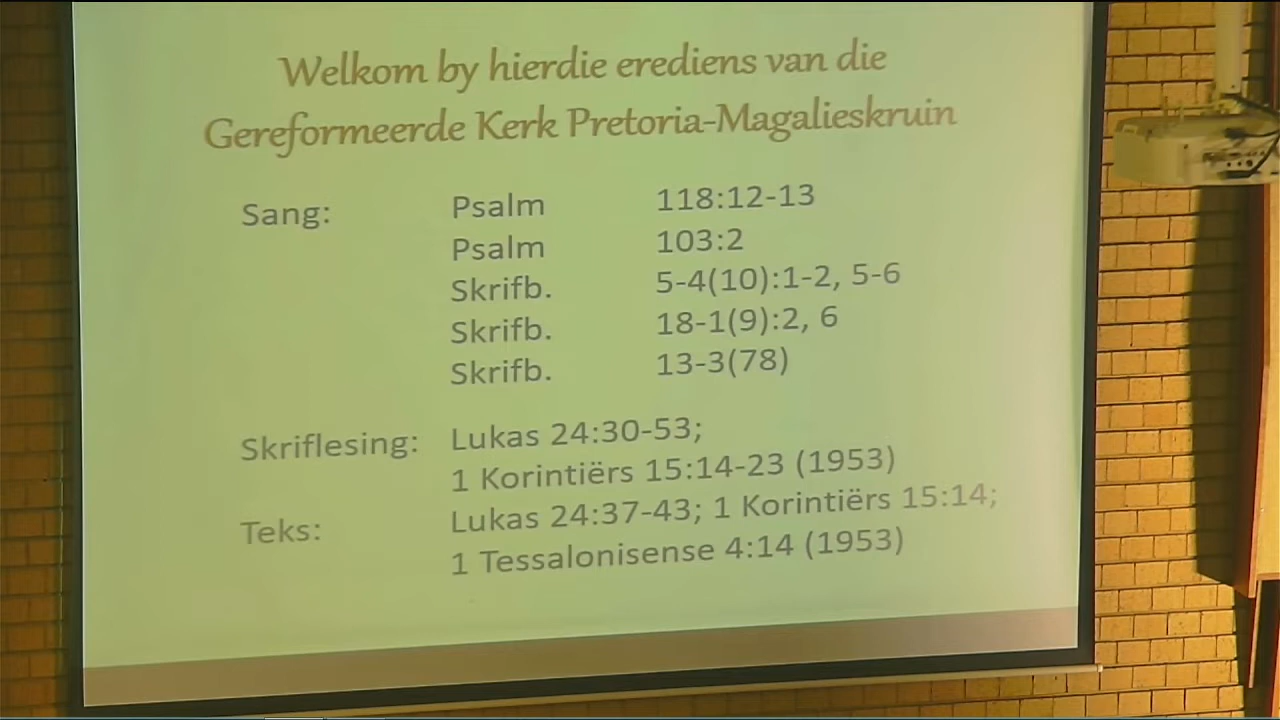 Welkom by hierdie erediens van die
Gereformeerde Kerk Pretoria-Magalieskruin
Sang: Psalm 118:12-13
Psalm 103:2
Skrifb. 5-4(10):1-2, 5-6
Skrifb. 18-1(9):2, 6
Skrifb. 13-3(78)
Skriflesing: Lukas 24:30-53;
1 Korintiërs 15:14-23 (1953)
Teks: Lukas 24:37-43; 1 Korintiërs 15:14;
1 Tessalonisense 4:14 (1953)